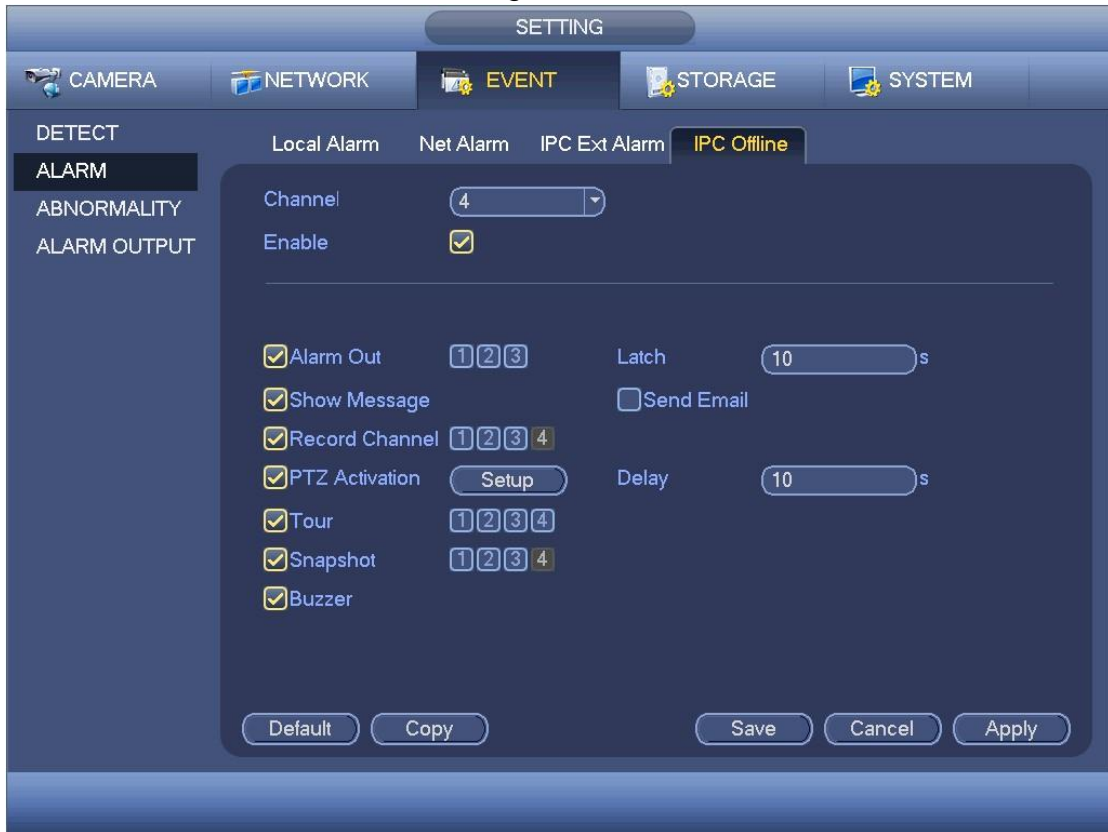 SETTING
CAMERA NETWORK EVENT STORAGE SYSTEM
DETECT
ALARM
ABNORMALITY
ALARM OUTPUT
Local Alarm Net Alarm IPC Ext Alarm IPC Offline
Channel 4
Enable
Alarm Out 1 2 3 Latch 10 s
Show Message Send Email
Record Channel 1 2 3 4
PTZ Activation Setup Delay 10 s
Tour 1 2 3 4
Snapshot 1 2 3 4
Buzzer
Default Copy Save Cancel Apply